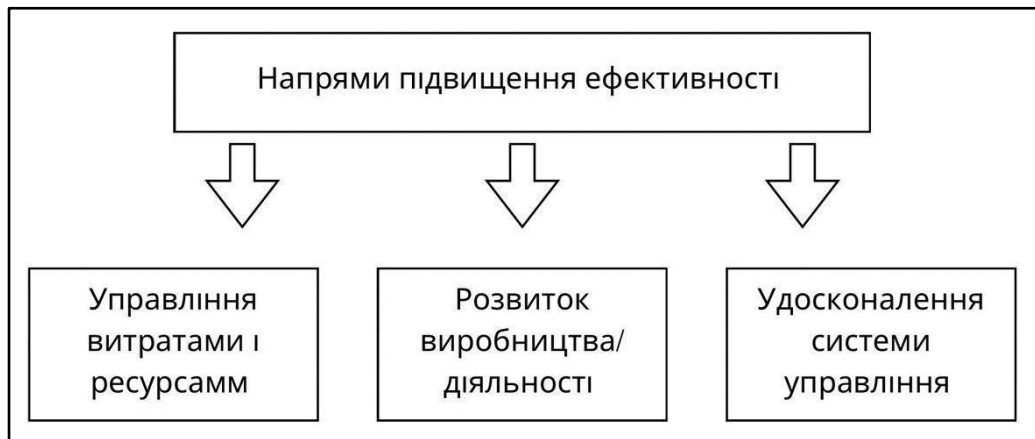 Напрями підвищення ефективності
Управління
витратами і
ресурсамм
Розвиток
виробництва/
діяльності
Удосконалення
системи
управління